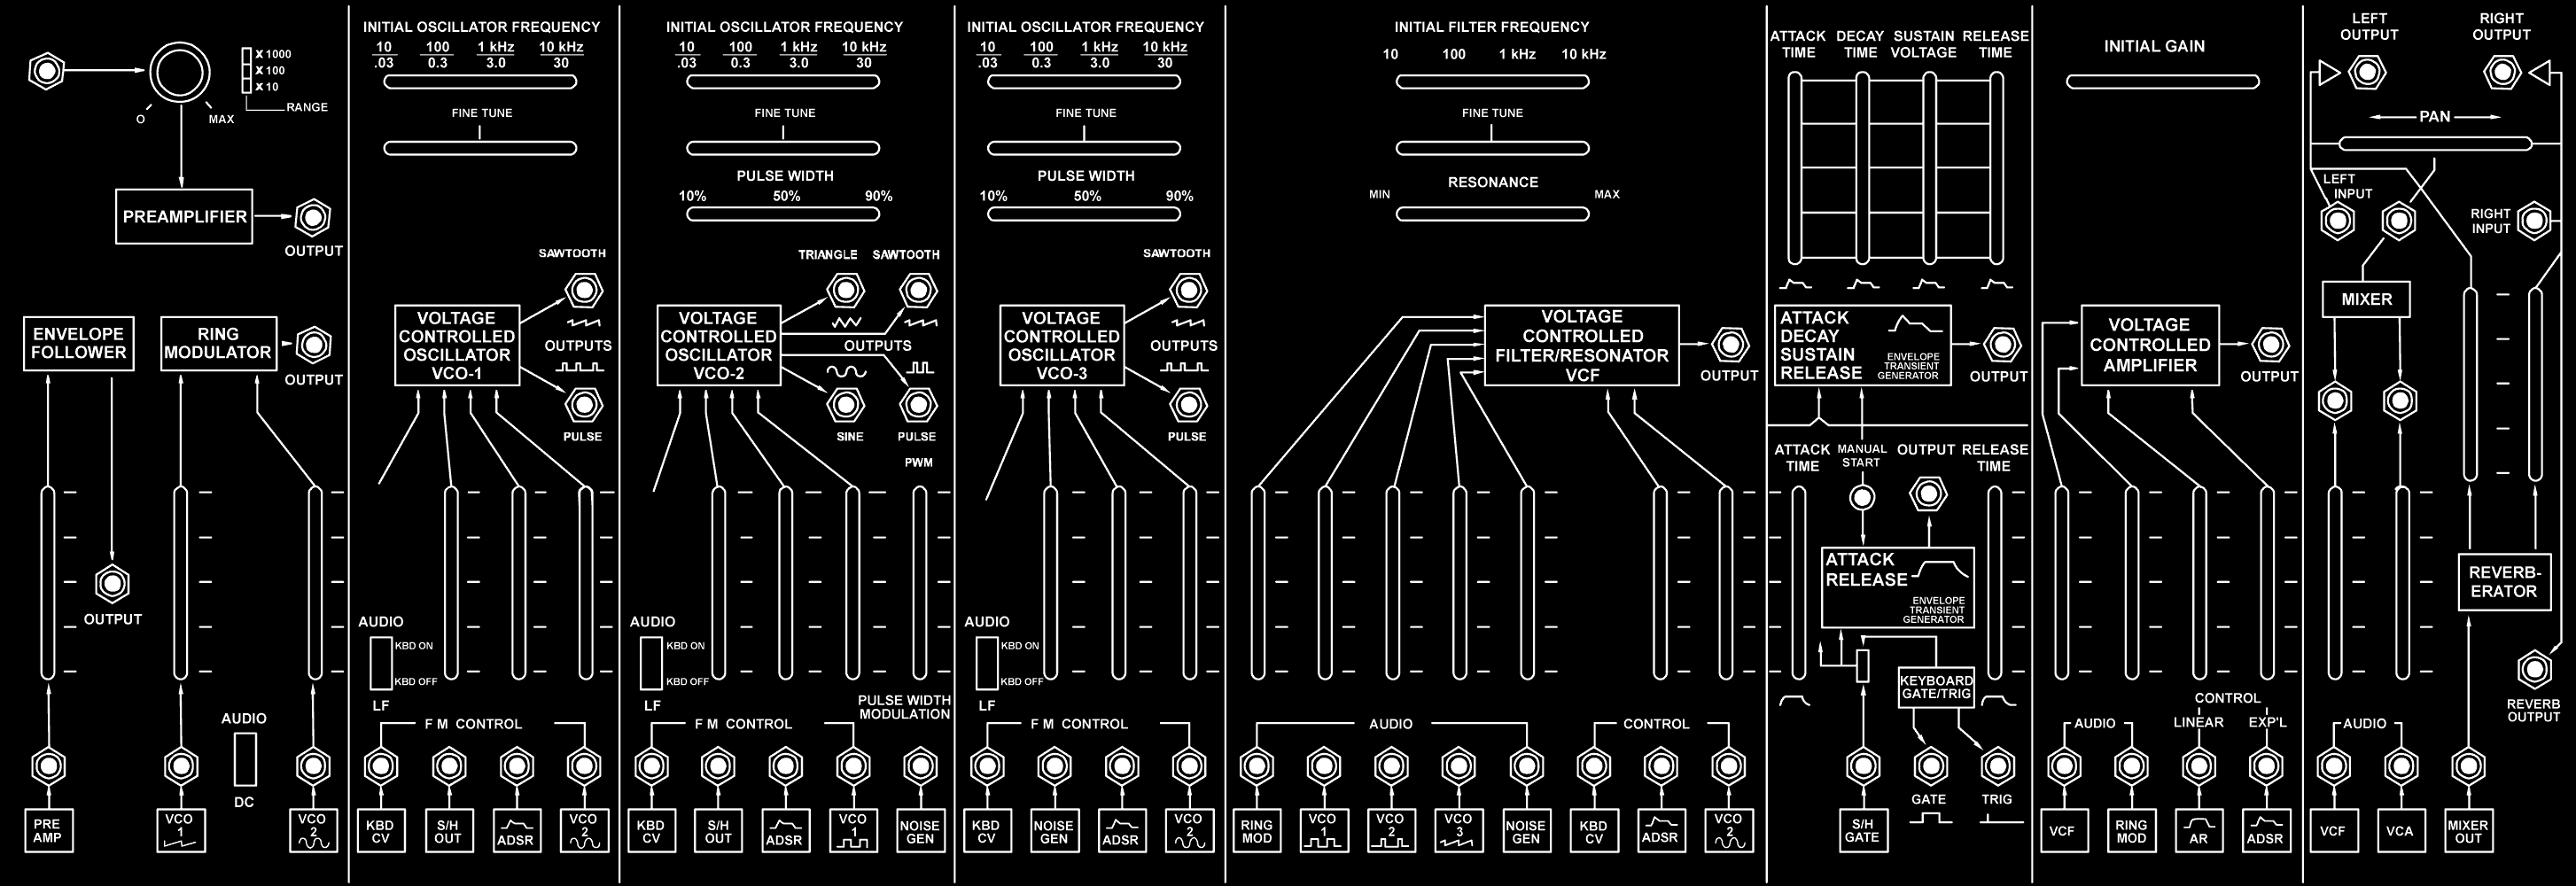 X 1000
X 100
X 10
RANGE
O
MAX
PREAMPLIFIER
OUTPUT
ENVELOPE
FOLLOWER
RING
MODULATOR
OUTPUT
OUTPUT
AUDIO
DC
PRE
AMP
VCO
1
VCO
2
INITIAL OSCILLATOR FREQUENCY
10 100 1 kHz 10 kHz
.03 0.3 3.0 30
FINE TUNE
SAWTOOTH
VOLTAGE
CONTROLLED
OSCILLATOR
VCO-1
OUTPUTS
PULSE
AUDIO
KBD ON
KBD OFF
LF
F M CONTROL
KBD
CV
S/H
OUT
ADSR
VCO
2
INITIAL OSCILLATOR FREQUENCY
10 100 1 kHz 10 kHz
.03 0.3 3.0 30
FINE TUNE
PULSE WIDTH
10% 50% 90%
TRIANGLE SAWTOOTH
VOLTAGE
CONTROLLED
OSCILLATOR
VCO-2
OUTPUTS
SINE PULSE
PWM
AUDIO
KBD ON
KBD OFF
LF
PULSE WIDTH
MODULATION
F M CONTROL
KBD
CV
S/H
OUT
ADSR
VCO
1
NOISE
GEN
INITIAL OSCILLATOR FREQUENCY
10 100 1 kHz 10 kHz
.03 0.3 3.0 30
FINE TUNE
PULSE WIDTH
10% 50% 90%
SAWTOOTH
VOLTAGE
CONTROLLED
OSCILLATOR
VCO-3
OUTPUTS
PULSE
AUDIO
KBD ON
KBD OFF
LF
F M CONTROL
KBD
CV
NOISE
GEN
ADSR
VCO
2
INITIAL FILTER FREQUENCY
10 100 1 kHz 10 kHz
FINE TUNE
RESONANCE
MIN MAX
VOLTAGE
CONTROLLED
FILTER/RESONATOR
VCF
OUTPUT
AUDIO
CONTROL
RING
MOD
VCO
1
VCO
2
VCO
3
NOISE
GEN
KBD
CV
ADSR
VCO
2
ATTACK DECAY SUSTAIN RELEASE
TIME TIME VOLTAGE TIME
ATTACK
DECAY
SUSTAIN
RELEASE
ENVELOPE
TRANSIENT
GENERATOR
OUTPUT
ATTACK
TIME
MANUAL
START
OUTPUT
RELEASE
TIME
ATTACK
RELEASE
ENVELOPE
TRANSIENT
GENERATOR
KEYBOARD
GATE/TRIG
GATE
TRIG
S/H
GATE
INITIAL GAIN
VOLTAGE
CONTROLLED
AMPLIFIER
OUTPUT
CONTROL
AUDIO
LINEAR
EXP'L
VCF
RING
MOD
AR
ADSR
LEFT
OUTPUT
RIGHT
OUTPUT
PAN
LEFT
INPUT
RIGHT
INPUT
MIXER
REVERB-
ERATOR
REVERB
OUTPUT
AUDIO
VCF
VCA
MIXER
OUT